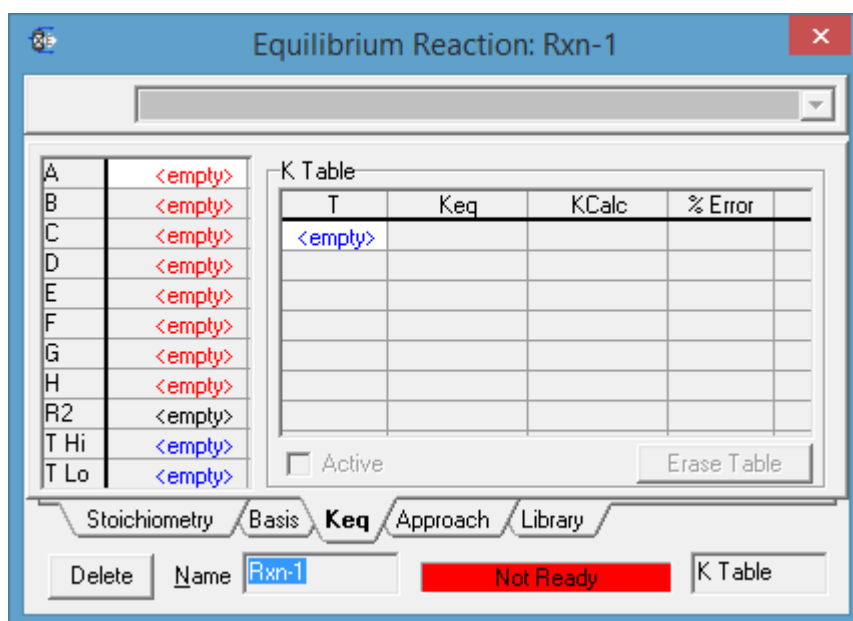 Equilibrium Reaction: Rxn-1
K Table
A <empty>
B <empty>
C <empty>
D <empty>
E <empty>
F <empty>
G <empty>
H <empty>
R2 <empty>
T Hi <empty>
T Lo <empty>
T Keq KCalc % Error
<empty>
Active Erase Table
Stoichiometry Basis Keq Approach Library
Delete Name Rxn-1 Not Ready K Table